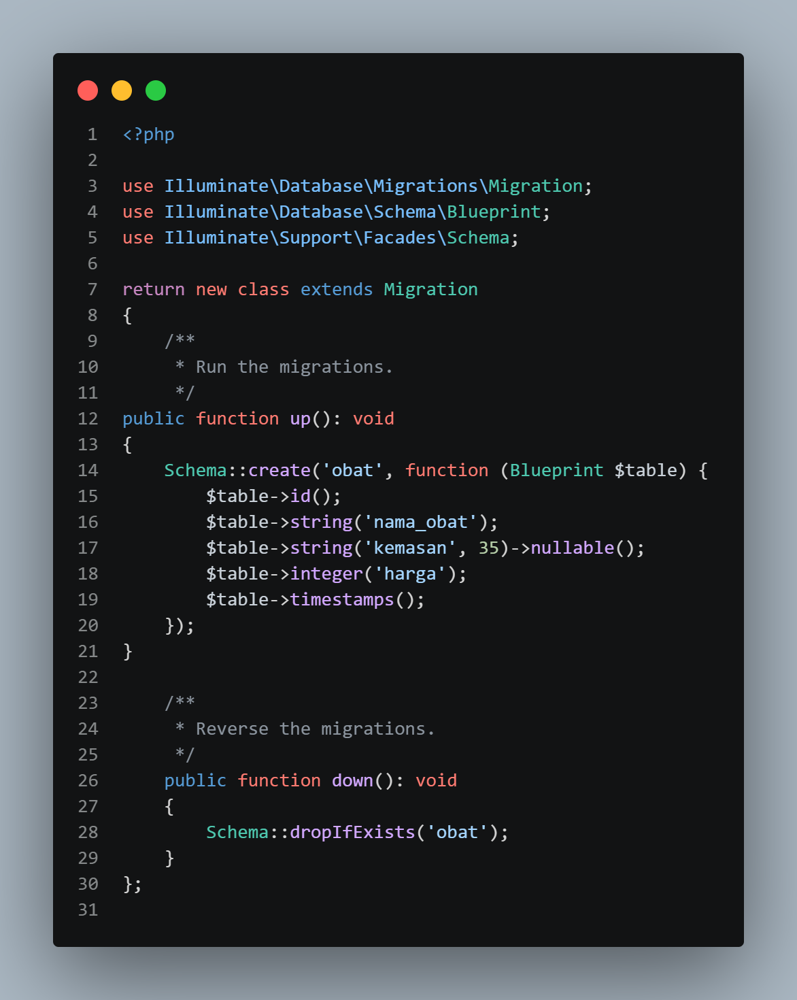 1 <?php
2
3 use Illuminate\Database\Migrations\Migration;
4 use Illuminate\Database\Schema\Blueprint;
5 use Illuminate\Support\Facades\Schema;
6
7 return new class extends Migration
8 {
9     /**
10      * Run the migrations.
11      */
12 public function up(): void
13 {
14     Schema::create('obat', function (Blueprint $table) {
15         $table->id();
16         $table->string('nama_obat');
17         $table->string('kemasan', 35)->nullable();
18         $table->integer('harga');
19         $table->timestamps();
20     });
21 }
22
23     /**
24      * Reverse the migrations.
25      */
26     public function down(): void
27     {
28         Schema::dropIfExists('obat');
29     }
30 };
31